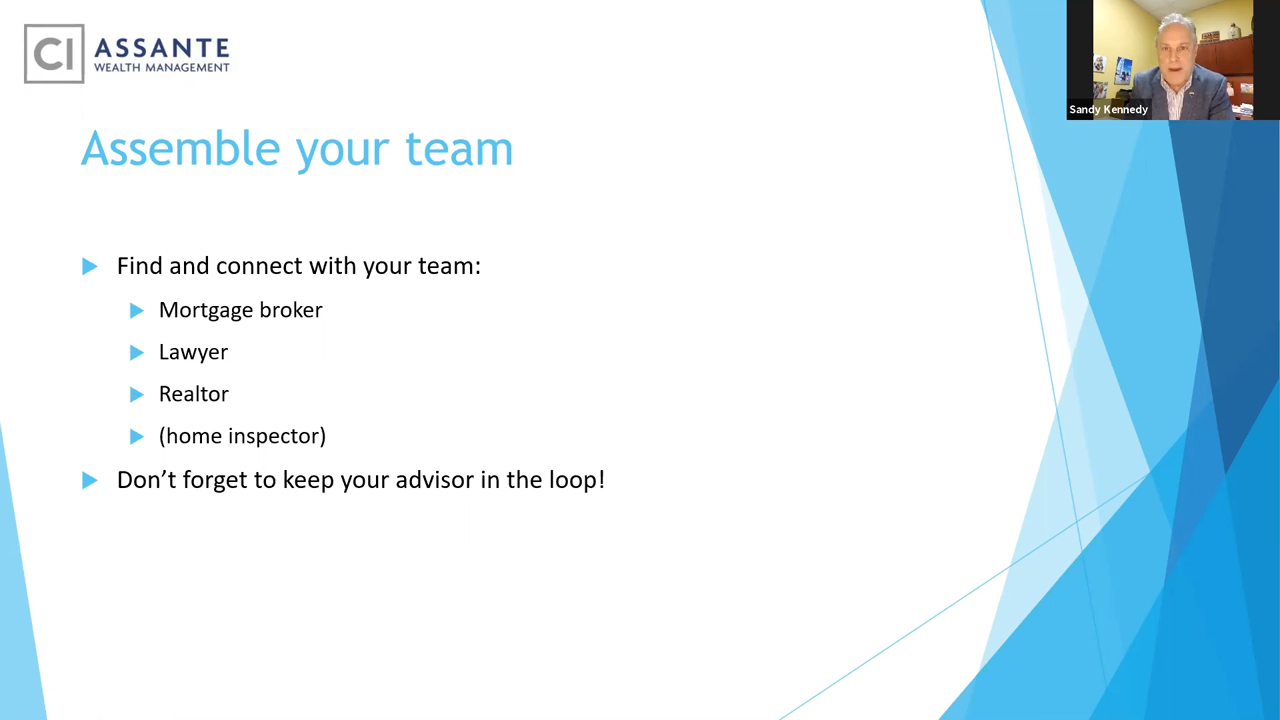 CI ASSANTE
WEALTH MANAGEMENT
Sandy Kennedy
Assemble your team
Find and connect with your team:
Mortgage broker
Lawyer
Realtor
(home inspector)
Don't forget to keep your advisor in the loop!